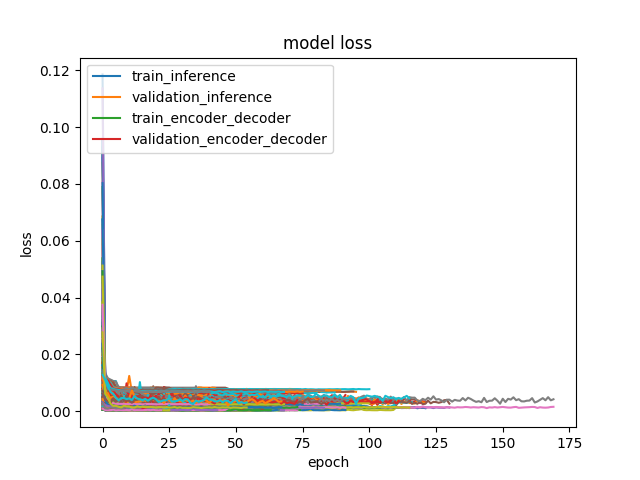 model loss
train_inference
validation_inference
train_encoder_decoder
validation_encoder_decoder
0.12
0.10
0.08
0.06
0.04
0.02
0.00
loss
0
25
50
75
100
125
150
175
epoch